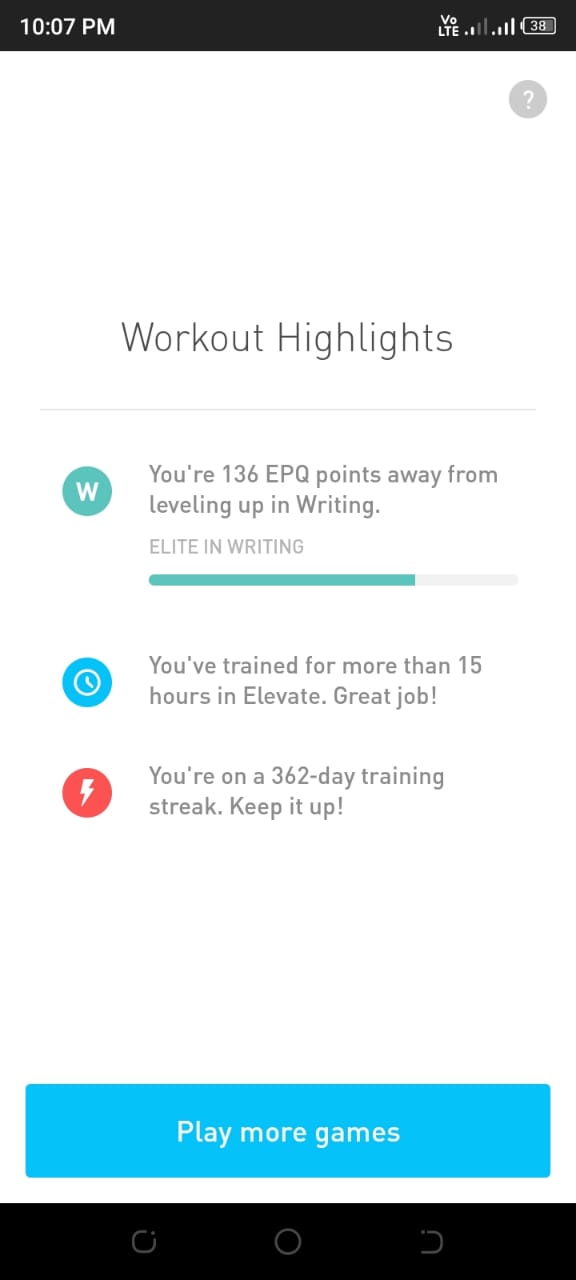 10:07 PM
Vo
LTE
38
?
Workout Highlights
W
You're 136 EPQ points away from
leveling up in Writing.
ELITE IN WRITING
You've trained for more than 15
hours in Elevate. Great job!
You're on a 362-day training
streak. Keep it up!
Play more games